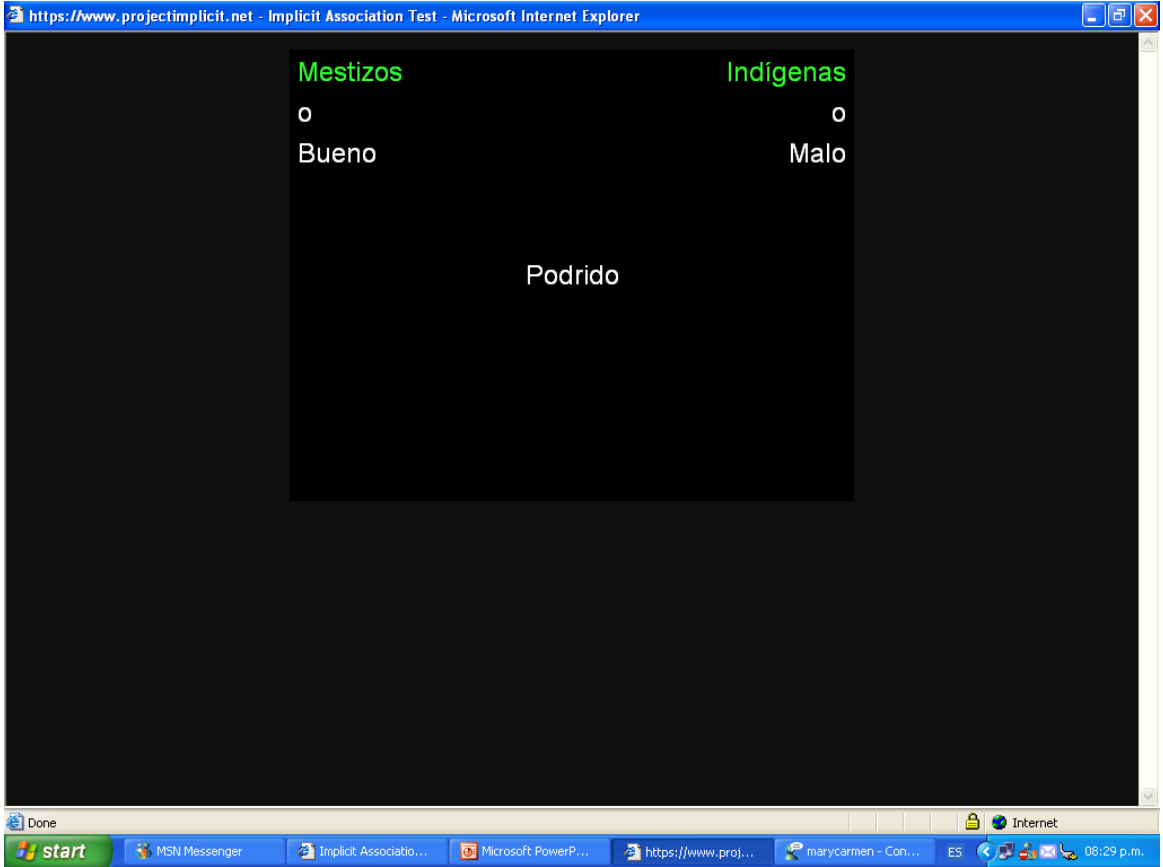 https://www.projectimplicit.net - Implicit Association Test - Microsoft Internet Explorer
Mestizos Indígenas
o o
Bueno Malo
Podrido
Done Internet
start MSN Messenger Implicit Associatio... Microsoft PowerP... https://www.proj... marycarmen - Con... ES 08:29 p.m.